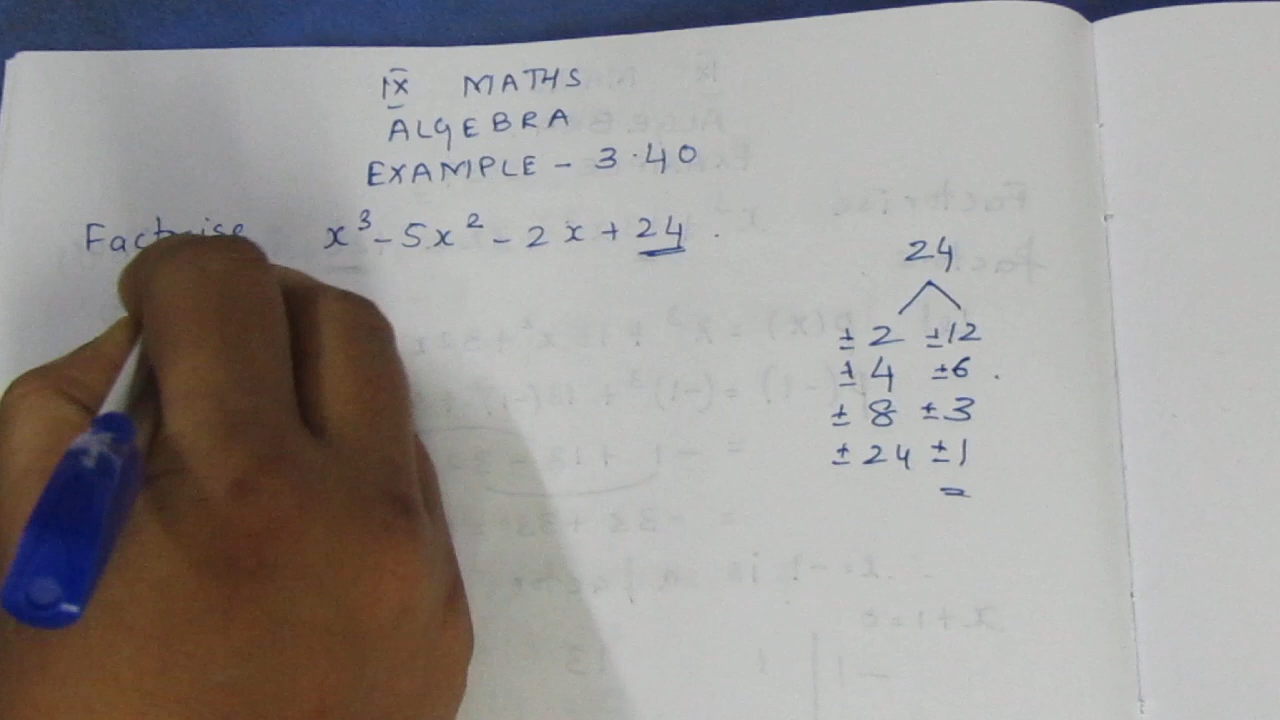 IX MATHS
ALGEBRA
EXAMPLE - 3.40
Factorise x³ - 5x² - 2x + 24.
24
± 2 ±12
± 4 ±6.
± 8 ±3
± 24 ±1